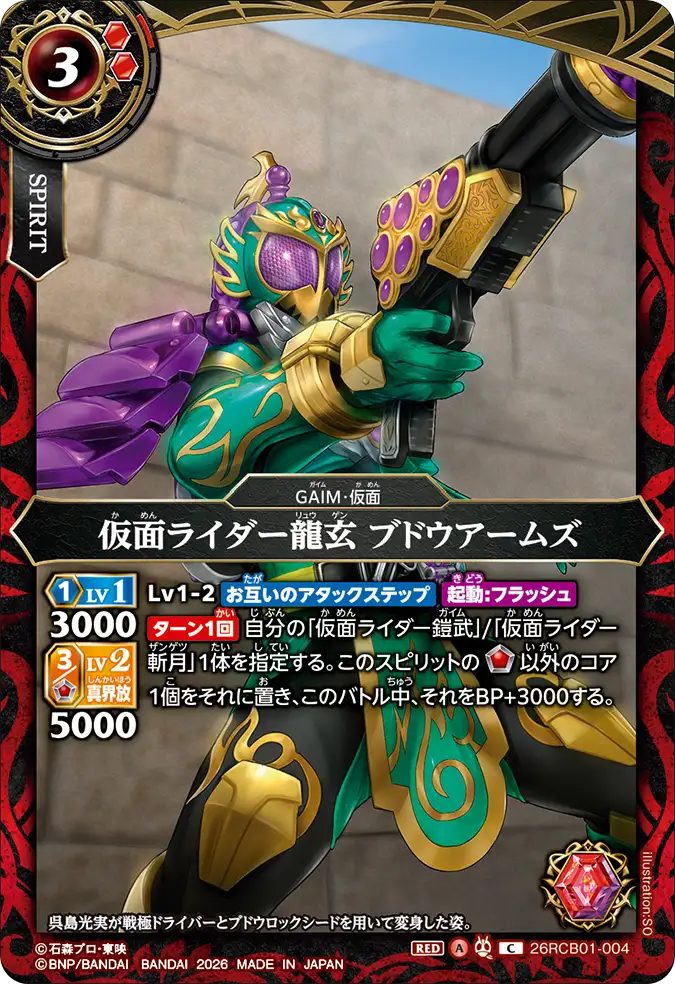 3
SPIRIT
GAIM・仮面
仮面ライダー龍玄 ブドウアームズ
1 LV1 3000
3 LV2 真界放 5000
Lv1-2 お互いのアタックステップ 起動:フラッシュ
ターン1回 自分の「仮面ライダー鎧武」/「仮面ライダー
斬月」1体を指定する。このスピリットの 以外のコア
1個をそれに置き、このバトル中、それをBP+3000する。
呉島光実が戦極ドライバーとブドウロックシードを用いて変身した姿。
illustration:SO
©石森プロ・東映
©BNP/BANDAI BANDAI 2026 MADE IN JAPAN
RED A C 26RCB01-004